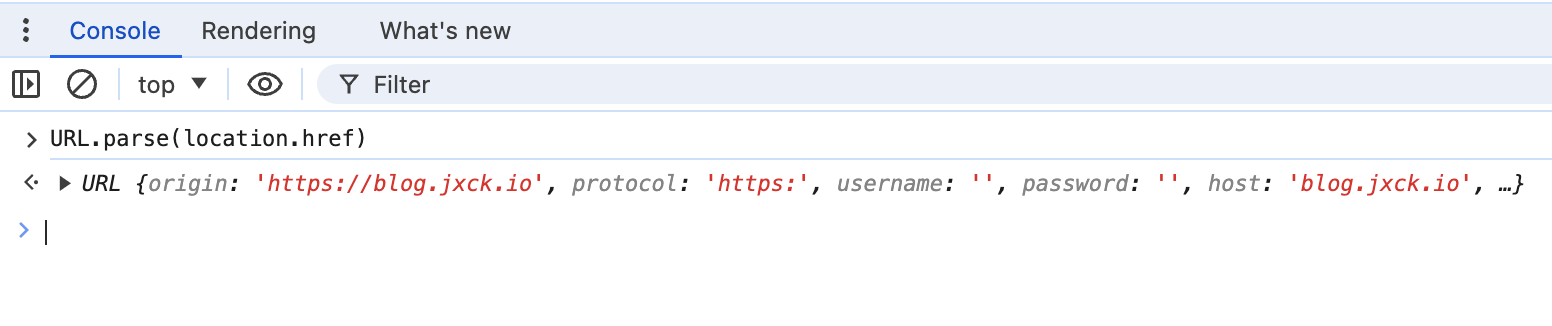 Console Rendering What's new
top Filter
URL.parse(location.href)
URL {origin: 'https://blog.jxck.io', protocol: 'https:', username: '', password: '', host: 'blog.jxck.io', …}